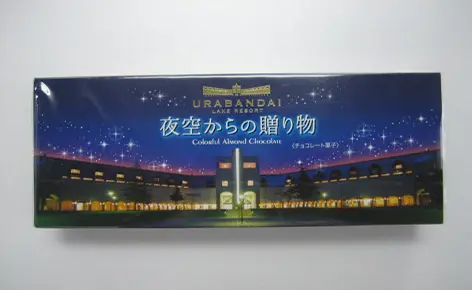 URABANDAI
LAKE RESORT
夜空からの贈り物
Colorful Almond Chocolate
(チョコレート菓子)